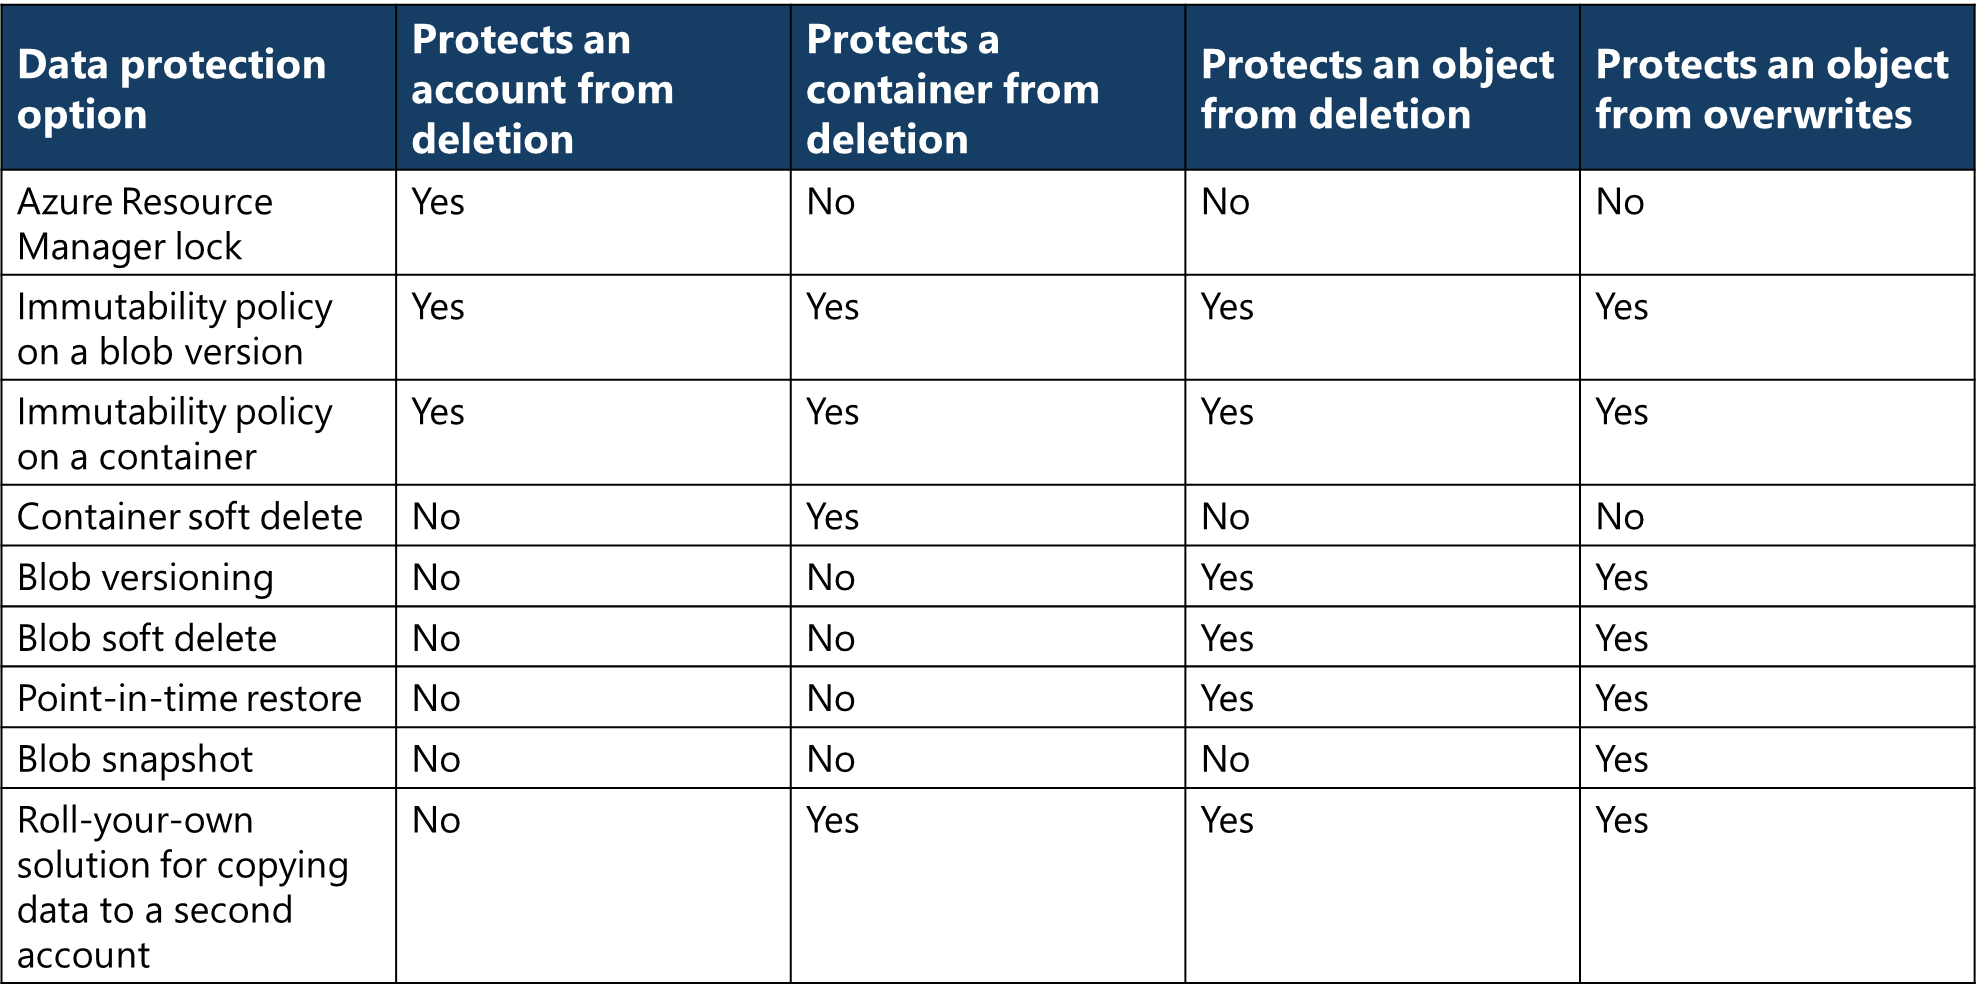 Data protection
option
Protects an
account from
deletion
Protects a
container from
deletion
Protects an object
from deletion
Protects an object
from overwrites
Azure Resource
Manager lock
Yes
No
No
No
Immutability policy
on a blob version
Yes
Yes
Yes
Yes
Immutability policy
on a container
Yes
Yes
Yes
Yes
Container soft delete
No
Yes
No
No
Blob versioning
No
No
Yes
Yes
Blob soft delete
No
No
Yes
Yes
Point-in-time restore
No
No
Yes
Yes
Blob snapshot
No
No
No
Yes
Roll-your-own
solution for copying
data to a second
account
No
Yes
Yes
Yes